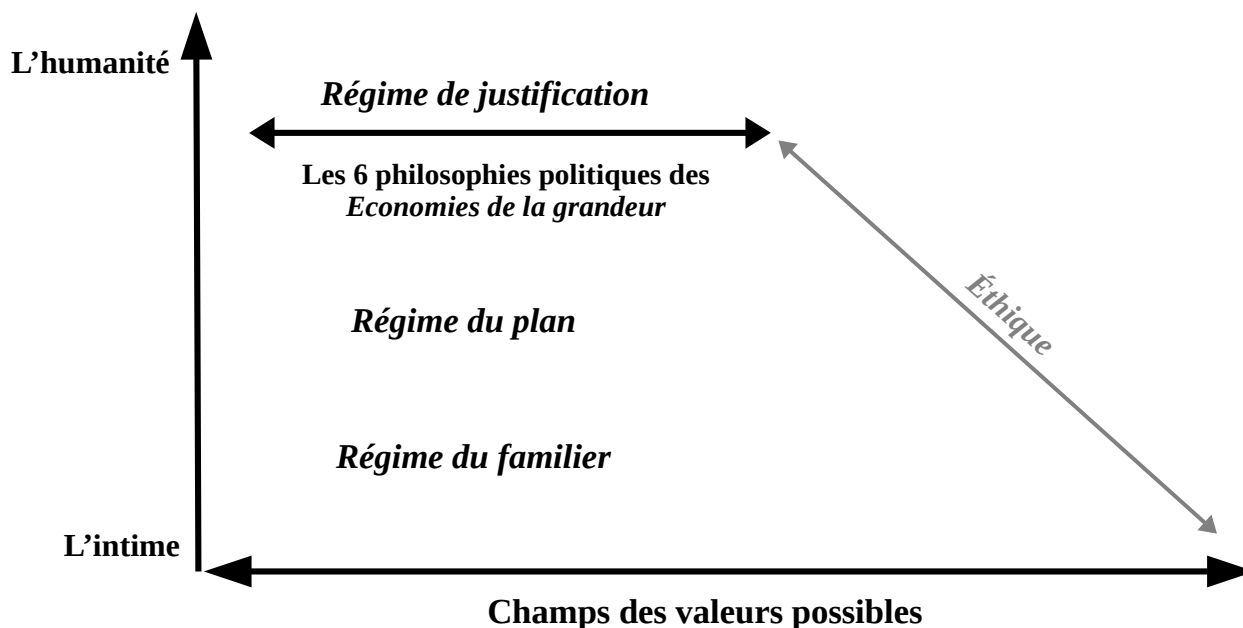 L’humanité
Régime de justification
Les 6 philosophies politiques des
Economies de la grandeur
Éthique
Régime du plan
Régime du familier
L’intime
Champs des valeurs possibles